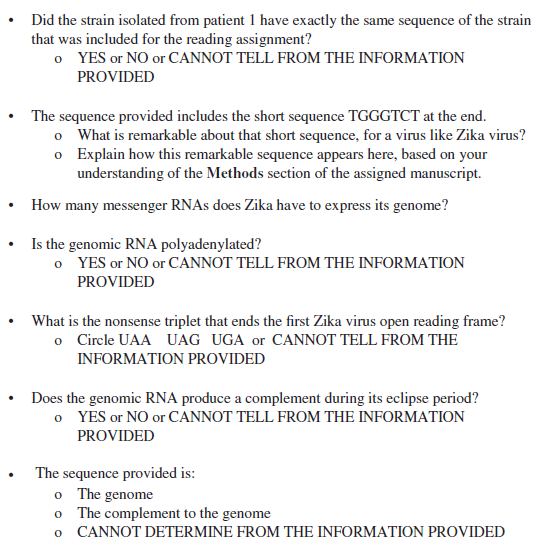 • Did the strain isolated from patient 1 have exactly the same sequence of the strain
that was included for the reading assignment?
o YES or NO or CANNOT TELL FROM THE INFORMATION
PROVIDED
• The sequence provided includes the short sequence TGGGTCT at the end.
o What is remarkable about that short sequence, for a virus like Zika virus?
o Explain how this remarkable sequence appears here, based on your
understanding of the Methods section of the assigned manuscript.
• How many messenger RNAs does Zika have to express its genome?
• Is the genomic RNA polyadenylated?
o YES or NO or CANNOT TELL FROM THE INFORMATION
PROVIDED
• What is the nonsense triplet that ends the first Zika virus open reading frame?
o Circle UAA UAG UGA or CANNOT TELL FROM THE
INFORMATION PROVIDED
• Does the genomic RNA produce a complement during its eclipse period?
o YES or NO or CANNOT TELL FROM THE INFORMATION
PROVIDED
• The sequence provided is:
o The genome
o The complement to the genome
o CANNOT DETERMINE FROM THE INFORMATION PROVIDED